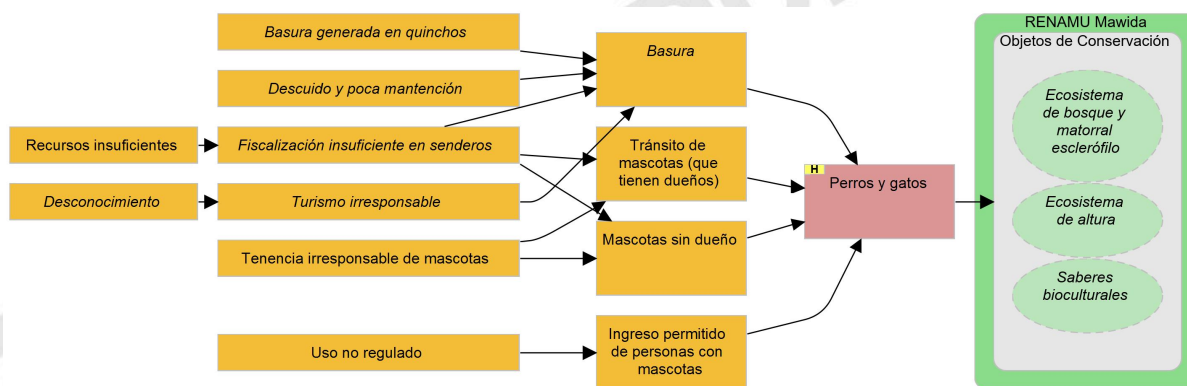 Basura generada en quinchos
Descuido y poca mantención
Recursos insuficientes
Fiscalización insuficiente en senderos
Desconocimiento
Turismo irresponsable
Tenencia irresponsable de mascotas
Uso no regulado
Basura
Tránsito de
mascotas (que
tienen dueños)
Mascotas sin dueño
Ingreso permitido
de personas con
mascotas
H
Perros y gatos
RENAMU Mawida
Objetos de Conservación
Ecosistema
de bosque y
matorral
esclerófilo
Ecosistema
de altura
Saberes
bioculturales